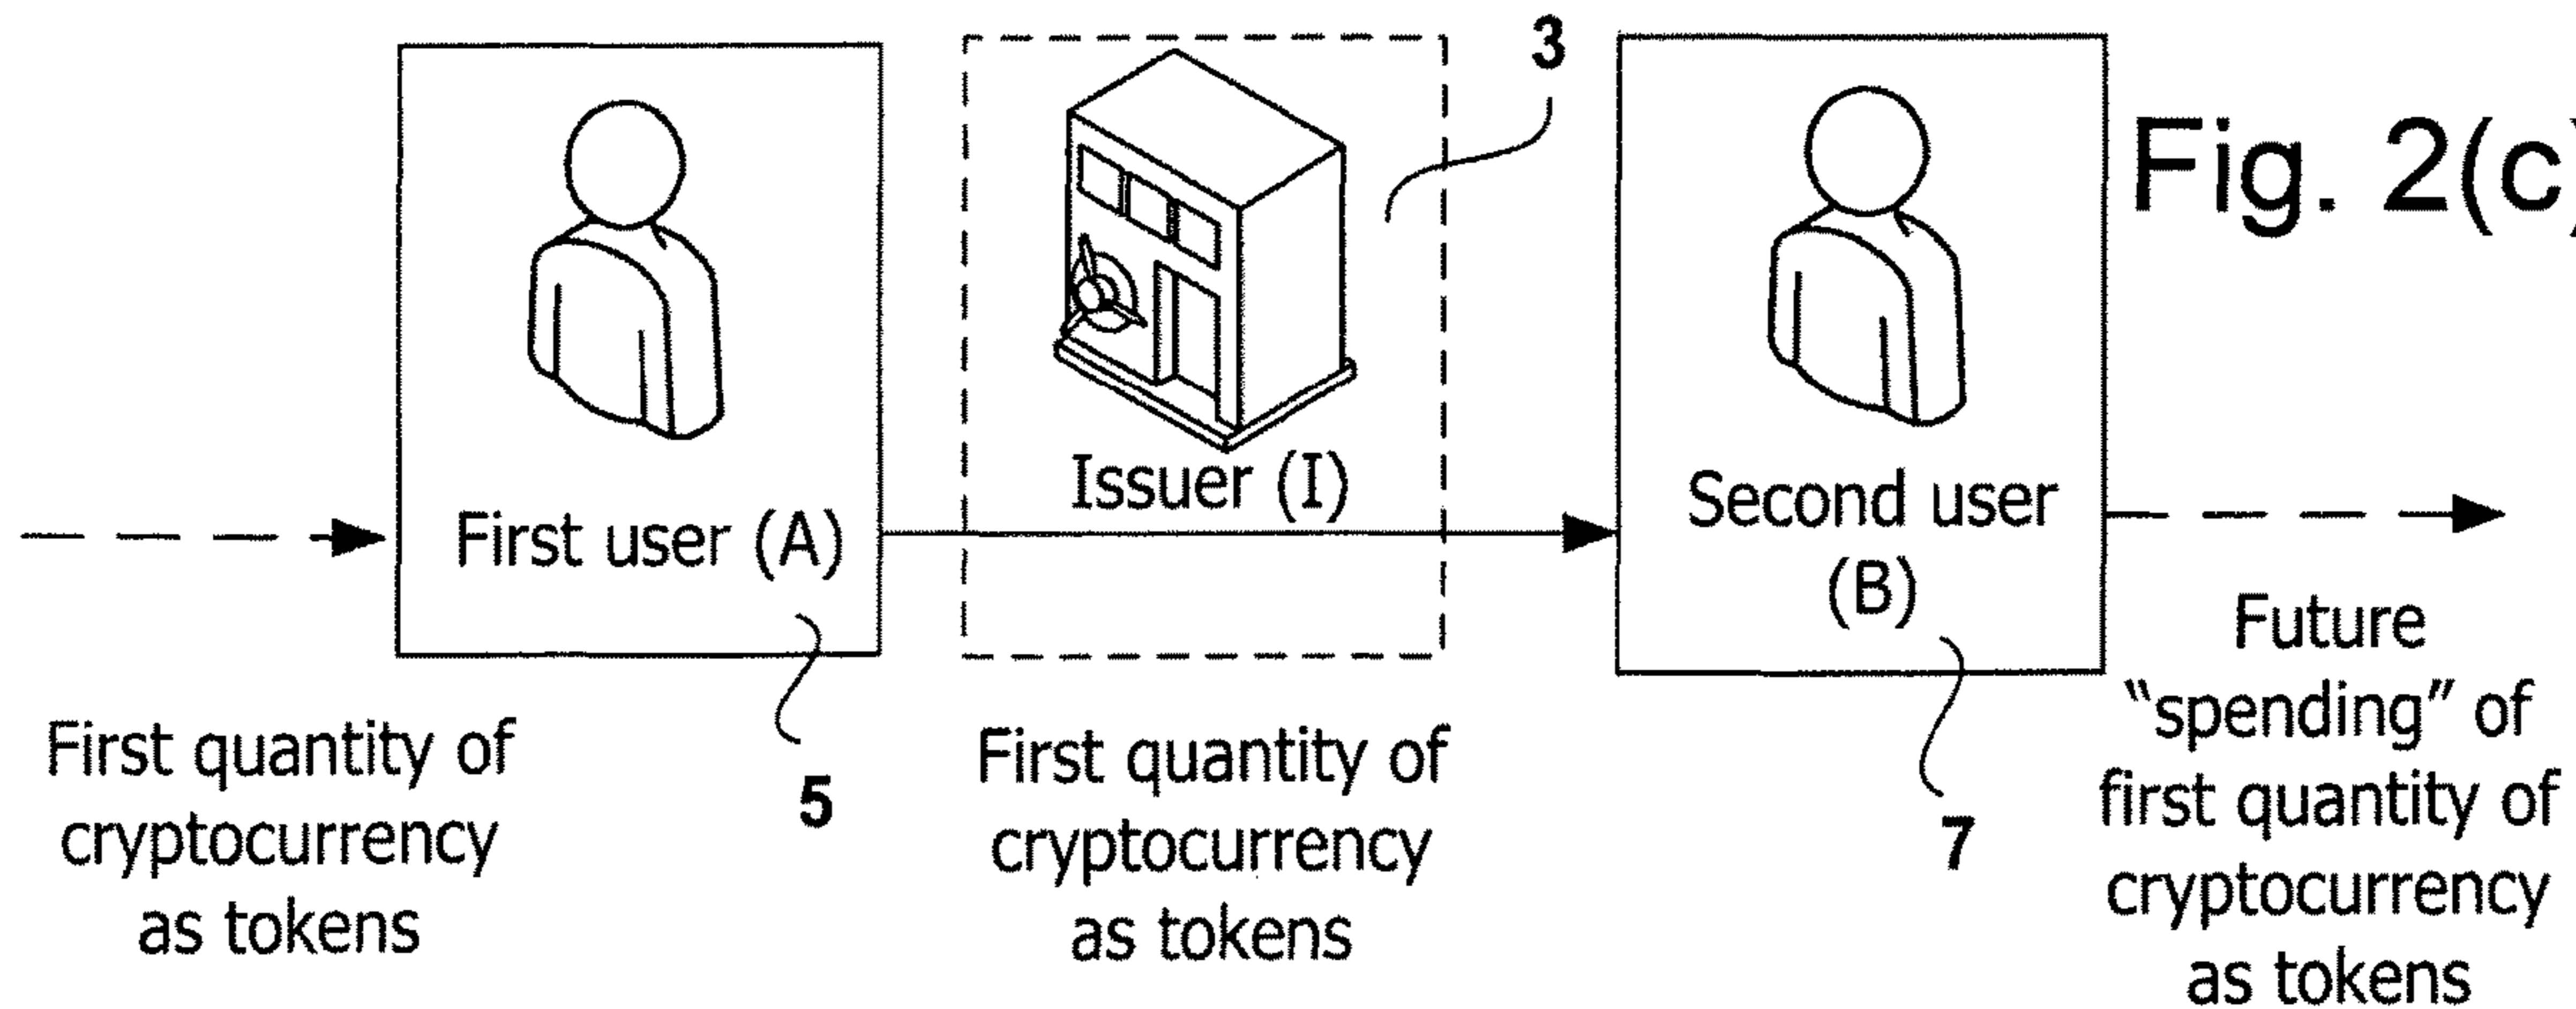 3
Fig. 2(c)
Issuer (I)
First user (A)
Second user
(B)
5
7
First quantity of
cryptocurrency
as tokens
First quantity of
cryptocurrency
as tokens
Future
“spending” of
first quantity of
cryptocurrency
as tokens